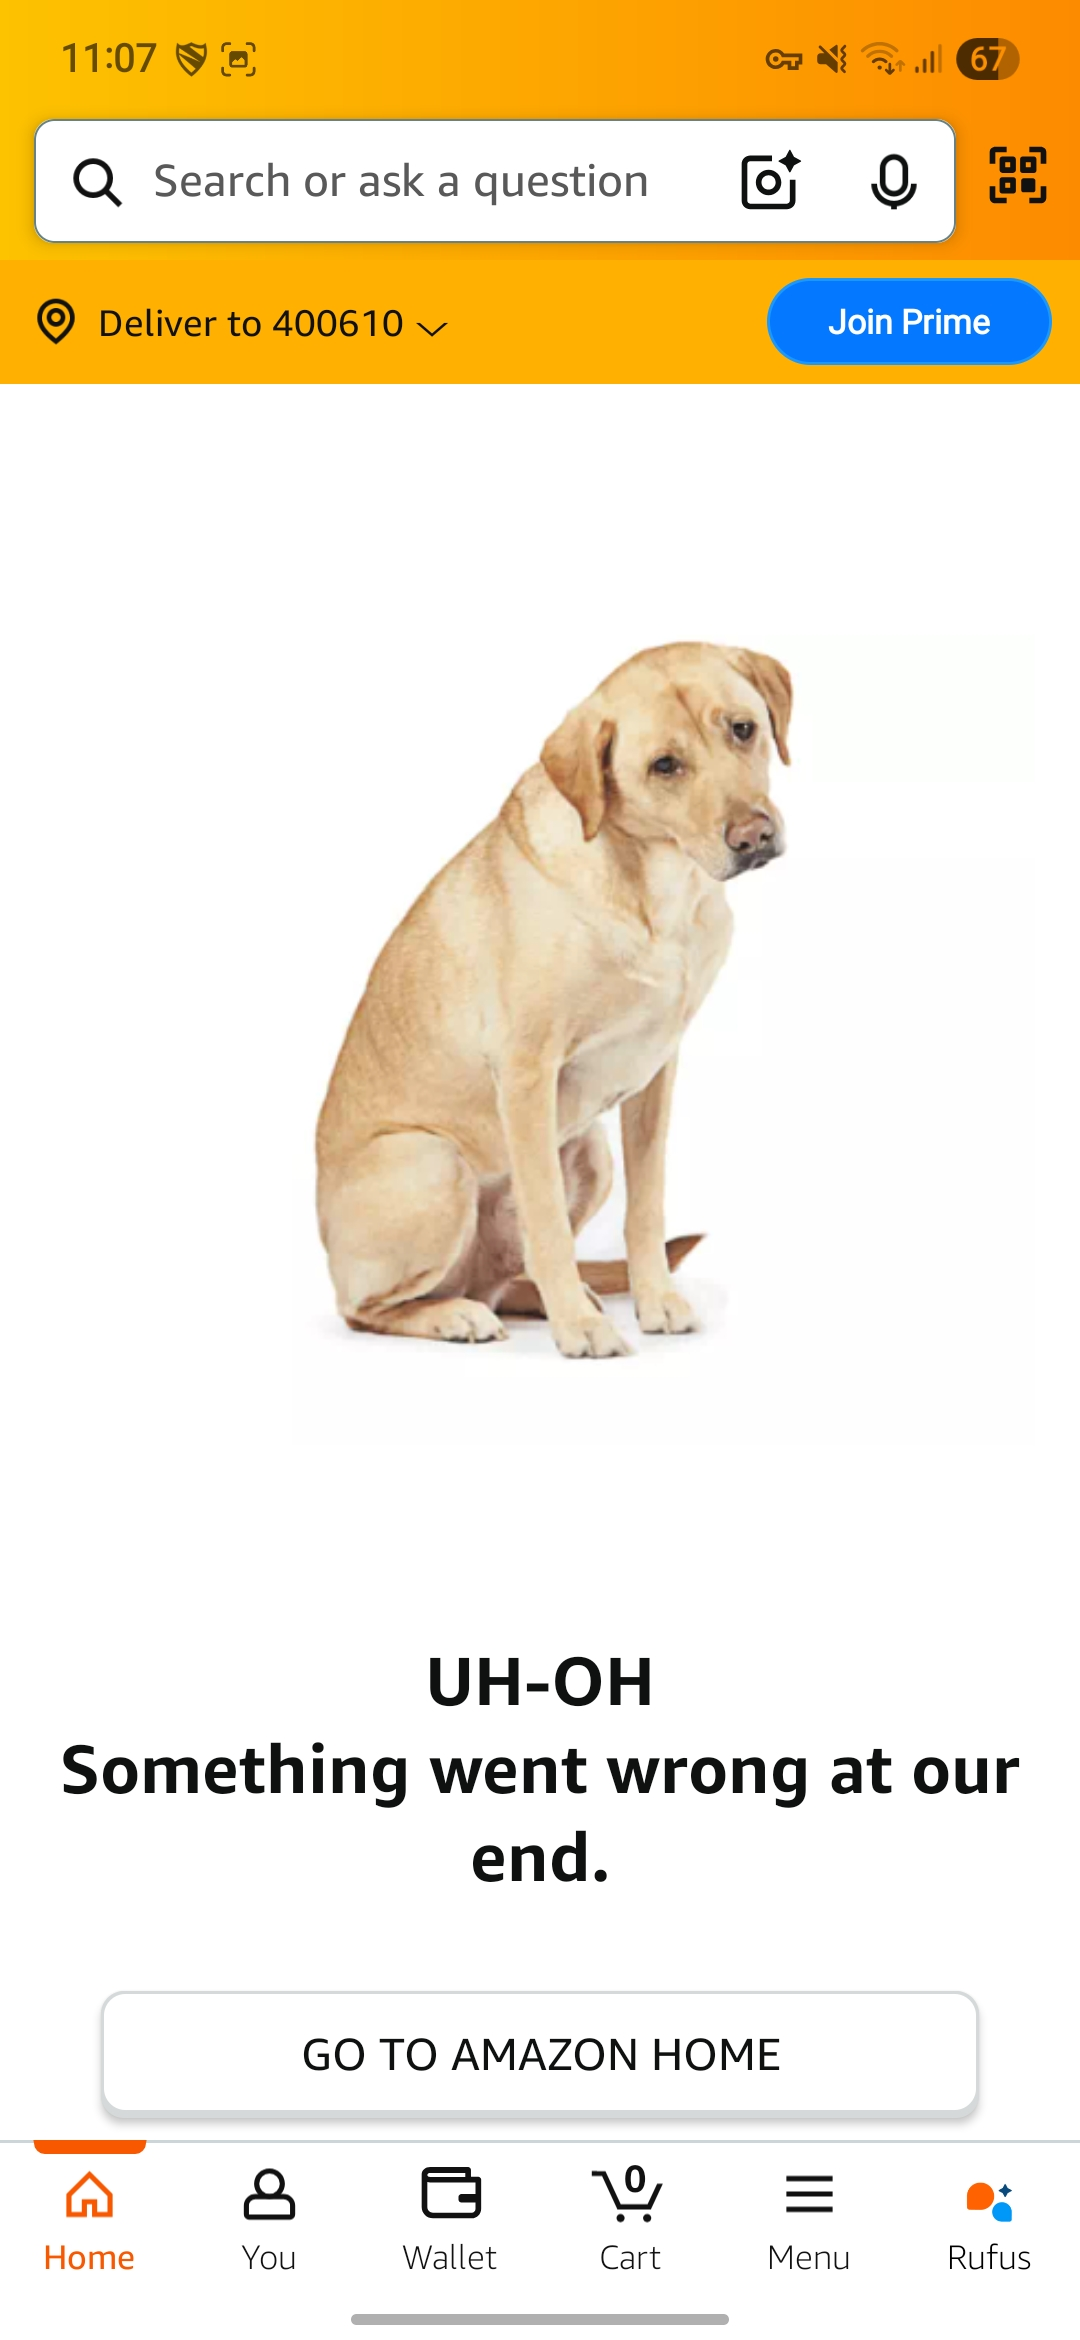 11:07
67
Search or ask a question
Deliver to 400610
Join Prime
UH-OH
Something went wrong at our
end.
GO TO AMAZON HOME
0
Home You Wallet Cart Menu Rufus